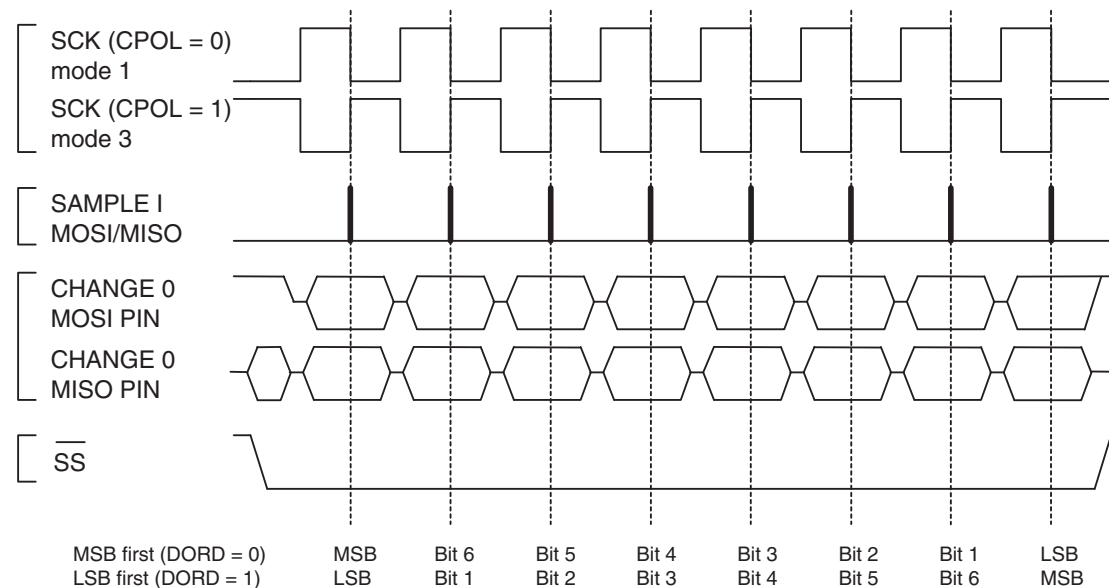 SCK (CPOL = 0)
mode 1
SCK (CPOL = 1)
mode 3
SAMPLE I
MOSI/MISO
CHANGE 0
MOSI PIN
CHANGE 0
MISO PIN
SS
MSB first (DORD = 0) MSB Bit 6 Bit 5 Bit 4 Bit 3 Bit 2 Bit 1 LSB
LSB first (DORD = 1) LSB Bit 1 Bit 2 Bit 3 Bit 4 Bit 5 Bit 6 MSB